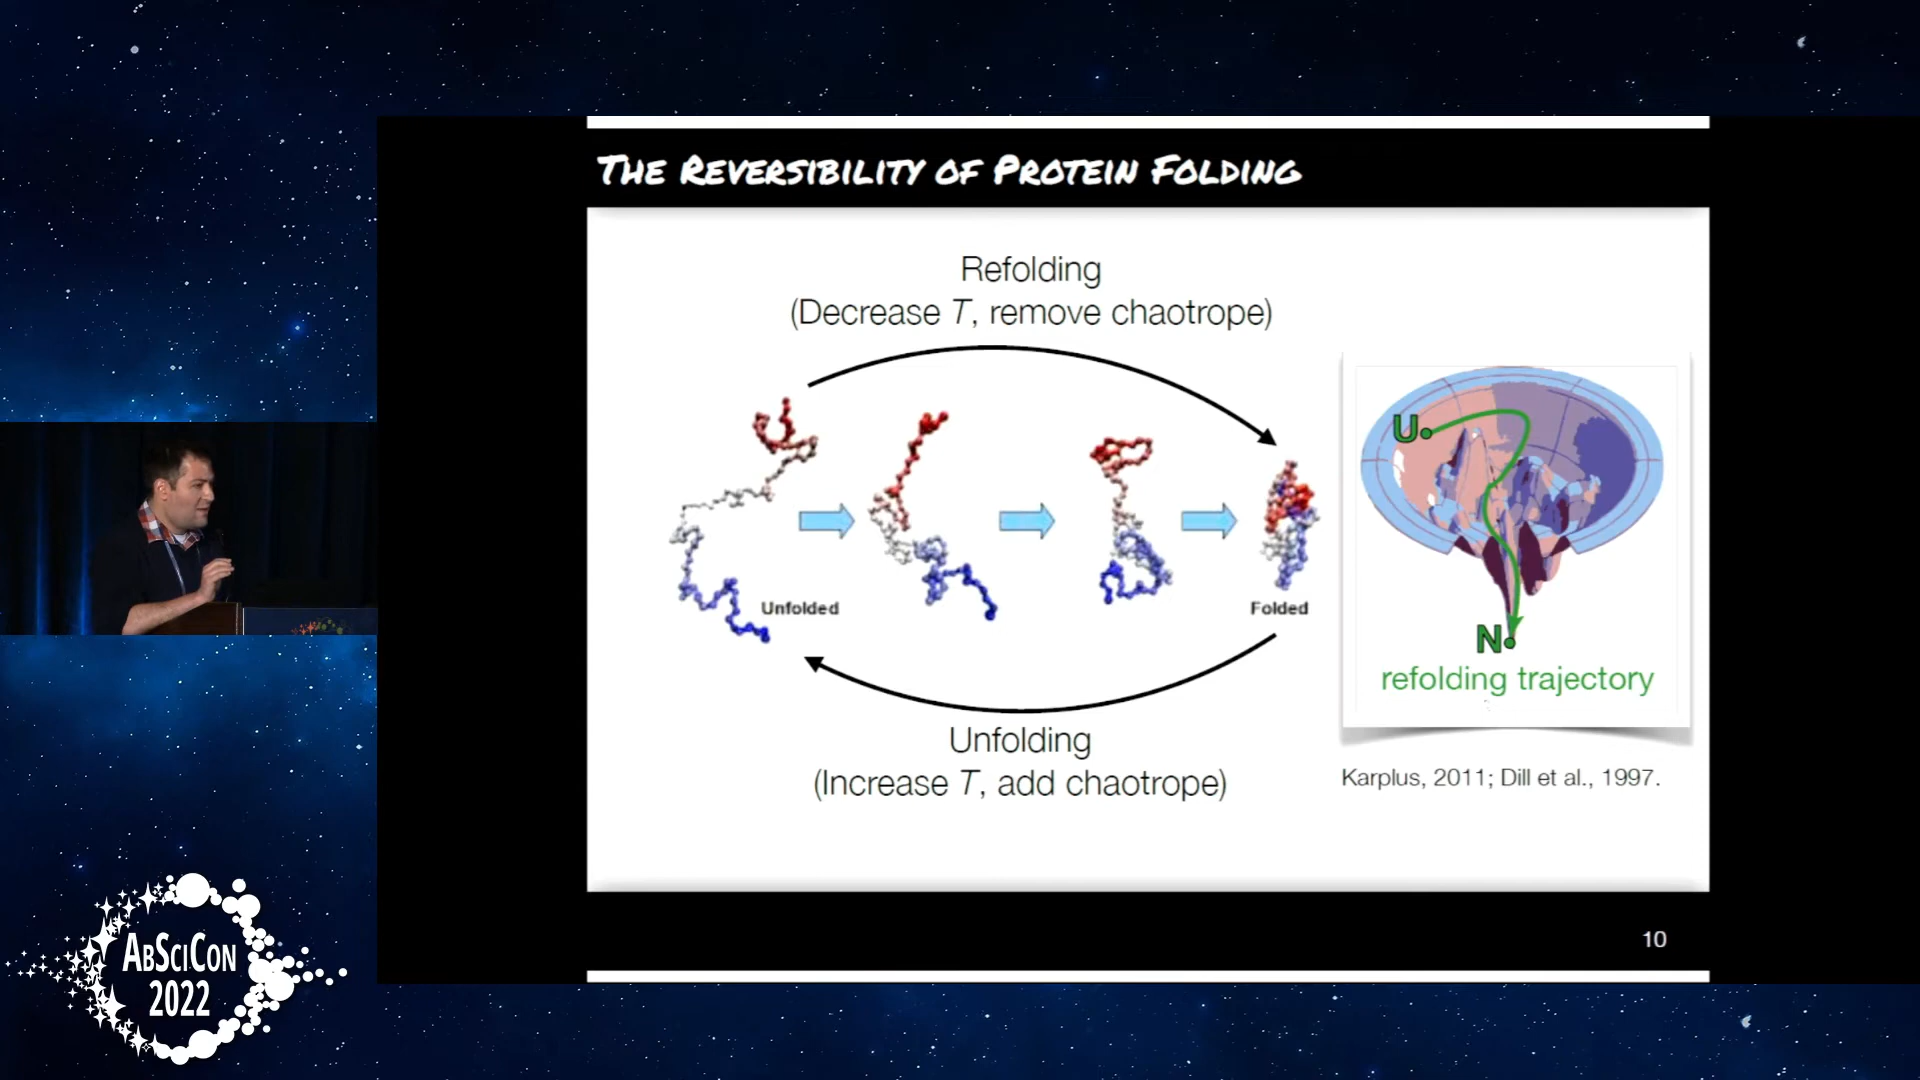 THE REVERSIBILITY OF PROTEIN FOLDING
Refolding
(Decrease T, remove chaotrope)
U
Unfolded
Folded
N
refolding trajectory
Unfolding
(Increase T, add chaotrope)
Karplus, 2011; Dill et al., 1997.
10
ABSCICON
2022